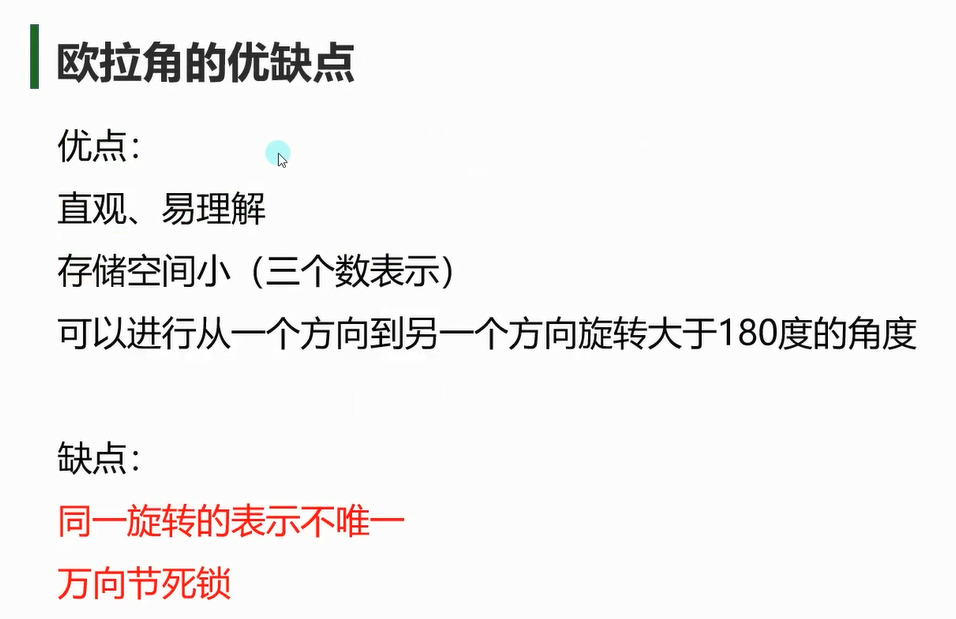 欧拉角的优缺点
优点：
直观、易理解
存储空间小（三个数表示）
可以进行从一个方向到另一个方向旋转大于180度的角度
缺点：
同一旋转的表示不唯一
万向节死锁